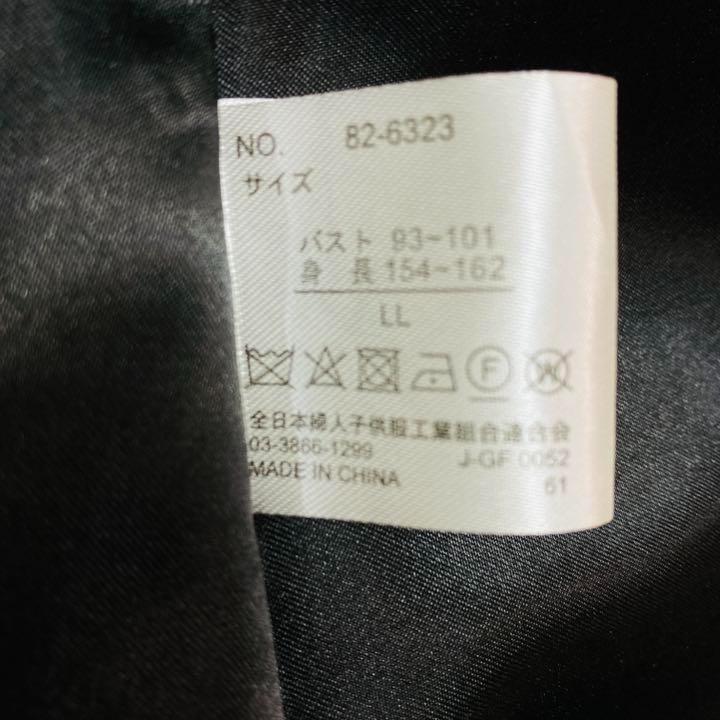 NO. 82-6323
サイズ
バスト 93~101
身 長 154~162
LL
F W
全日本婦人子供服工業組合連合会
03-3866-1299 J-GF 0052
MADE IN CHINA 61